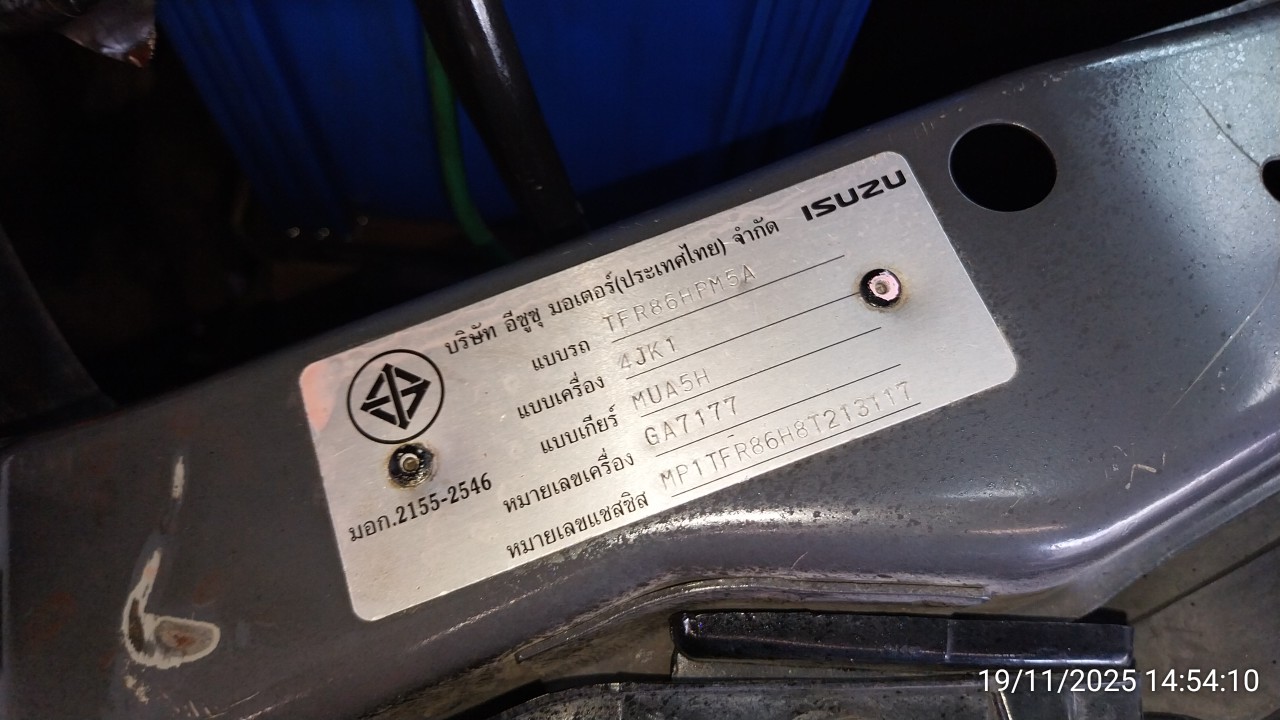 ISUZU
บริษัท อีซูซุ มอเตอร์(ประเทศไทย) จำกัด
แบบรถ TFR86HPM5A
แบบเครื่อง 4JK1
แบบเกียร์ MUA5H
หมายเลขเครื่อง GA7177
หมายเลขแชสซิส MP1TFR86H8T213117
มอก.2155-2546
19/11/2025 14:54:10